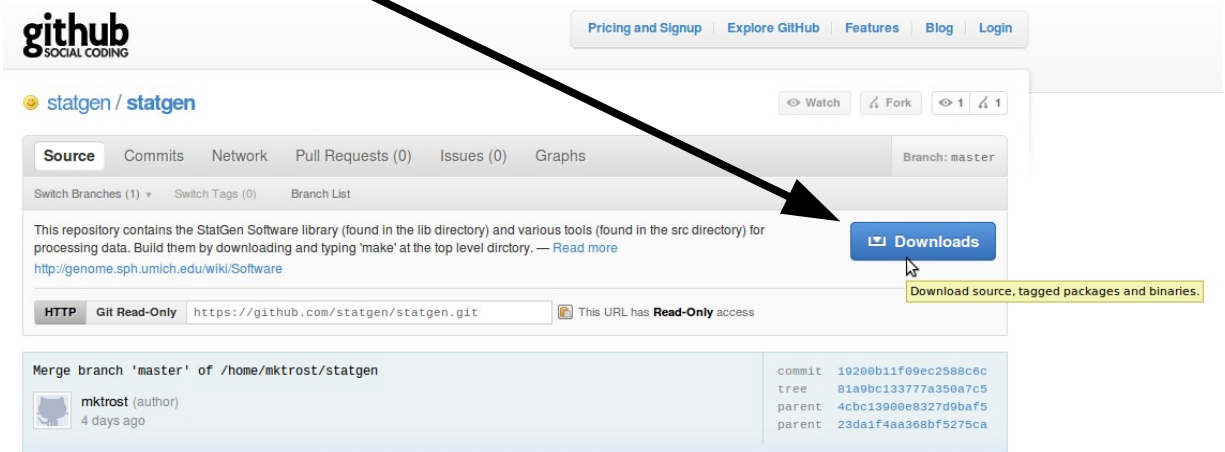 github
SOCIAL CODING
Pricing and Signup Explore GitHub Features Blog Login
statgen / statgen
Watch Fork 1 1
Source Commits Network Pull Requests (0) Issues (0) Graphs Branch: master
Switch Branches (1) Switch Tags (0) Branch List
This repository contains the StatGen Software library (found in the lib directory) and various tools (found in the src directory) for
processing data. Build them by downloading and typing 'make' at the top level dirctory. — Read more
http://genome.sph.umich.edu/wiki/Software
Downloads
Download source, tagged packages and binaries.
HTTP Git Read-Only https://github.com/statgen/statgen.git This URL has Read-Only access
Merge branch 'master' of /home/mktrost/statgen
mktrost (author)
4 days ago
commit 19200b11f09ec2588c6c
tree 81a9bc133777a350a7c5
parent 4cbc13900e8327d9baf5
parent 23da1f4aa368bf5275ca